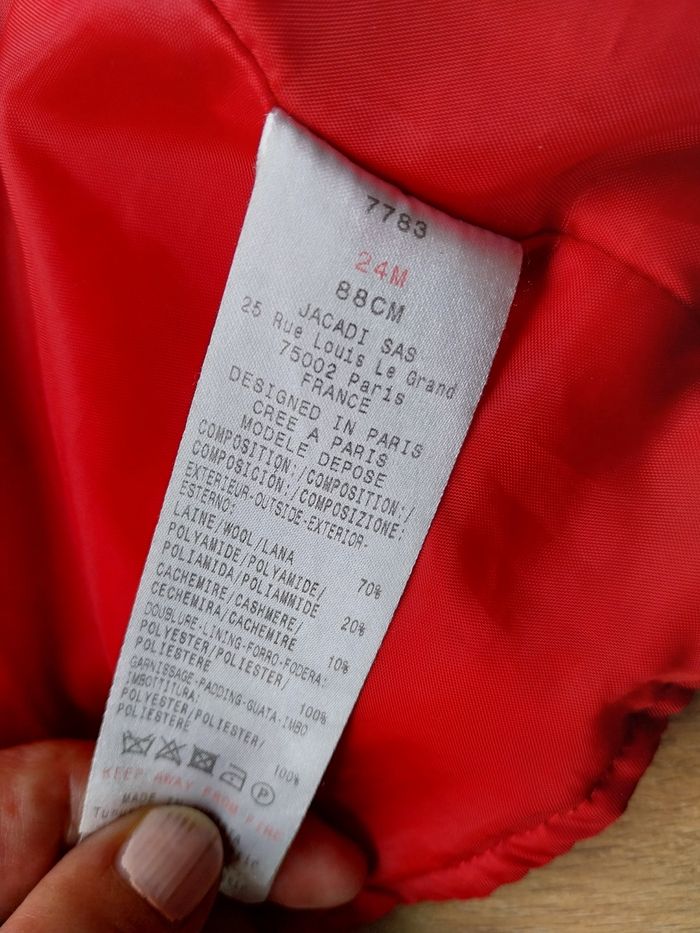 7783
24M
88CM
JACADI SAS
25 Rue Louis Le Grand
75002 Paris
FRANCE
DESIGNED IN PARIS
CREE A PARIS
MODELE DEPOSE
COMPOSITION:/COMPOSITION:/
COMPOSICIÓN:/COMPOSIZIONE:
EXTERIEUR-OUTSIDE-EXTERIOR-
ESTERNO:
LAINE/WOOL/LANA 70%
POLYAMIDE/POLYAMIDE/
POLIAMIDA/POLIAMMIDE 20%
CACHEMIRE/CASHMERE/
CECHEMIRA/CACHEMIRE 10%
DOUBLURE-LINING-FORRO-FODERA:
POLYESTER/POLIESTER/
POLIESTERE 100%
GARNISSAGE-PADDING-GUATA-IMBO
IMBOTTITURA:
POLYESTER/POLIESTER/
POLIESTERE 100%
P
KEEP AWAY FROM FIRE
MADE